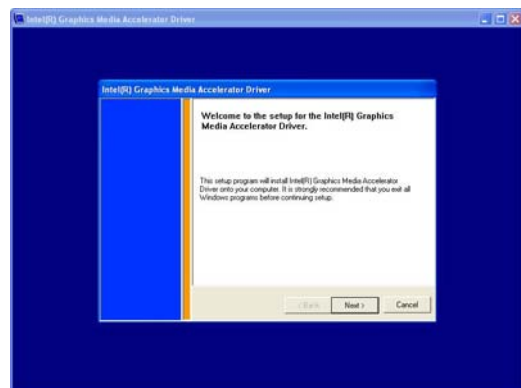 Intel(R) Graphics Media Accelerator Driver
Intel(R) Graphics Media Accelerator Driver
Welcome to the setup for the Intel(R) Graphics
Media Accelerator Driver.
This setup program will install Intel(R) Graphics Media Accelerator
Driver onto your computer. It is strongly recommended that you exit all
Windows programs before continuing setup.
< Back
Next >
Cancel